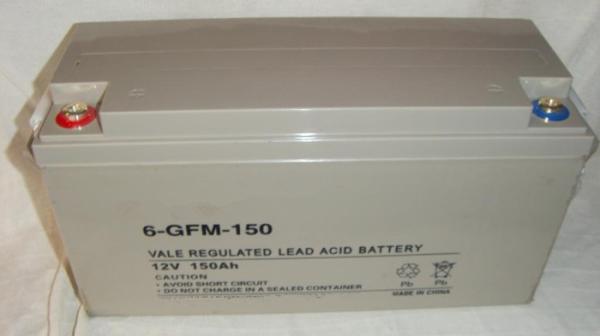 6-GFM-150
VALE REGULATED LEAD ACID BATTERY
12V 150Ah
CAUTION
• AVOID SHORT CIRCUIT
• DO NOT CHARGE IN A SEALED CONTAINER
Pb Pb
MADE IN CHINA